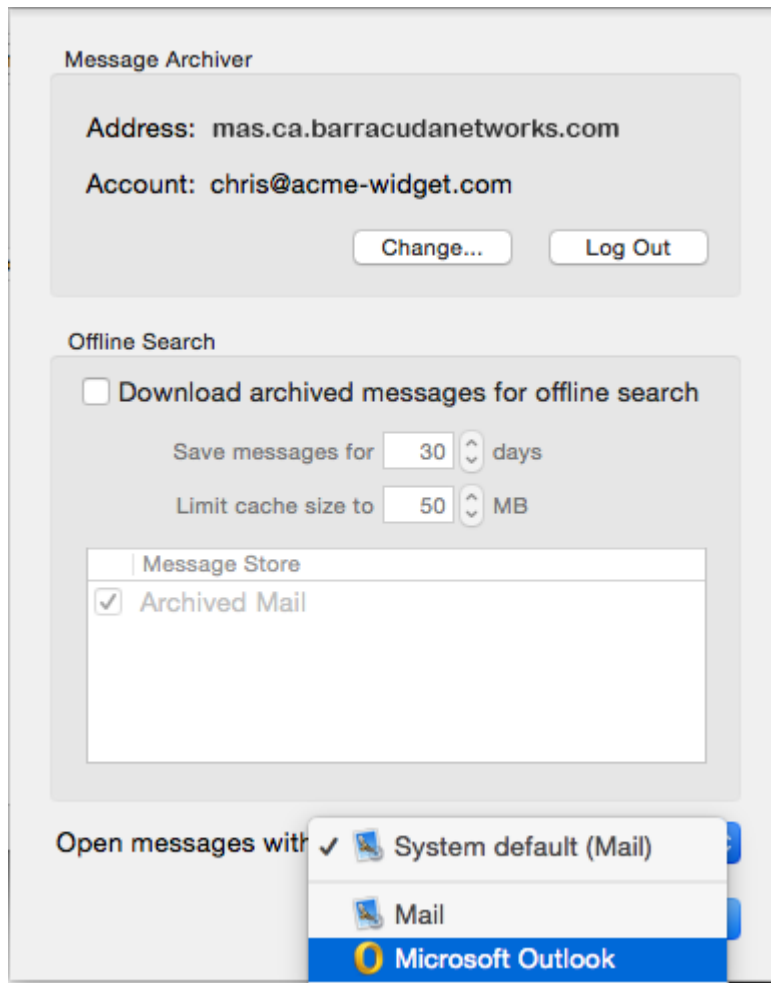 Message Archiver
Address: mas.ca.barracudanetworks.com
Account: chris@acme-widget.com
Change... Log Out
Offline Search
Download archived messages for offline search
Save messages for 30 days
Limit cache size to 50 MB
Message Store
Archived Mail
Open messages with System default (Mail)
Mail
Microsoft Outlook